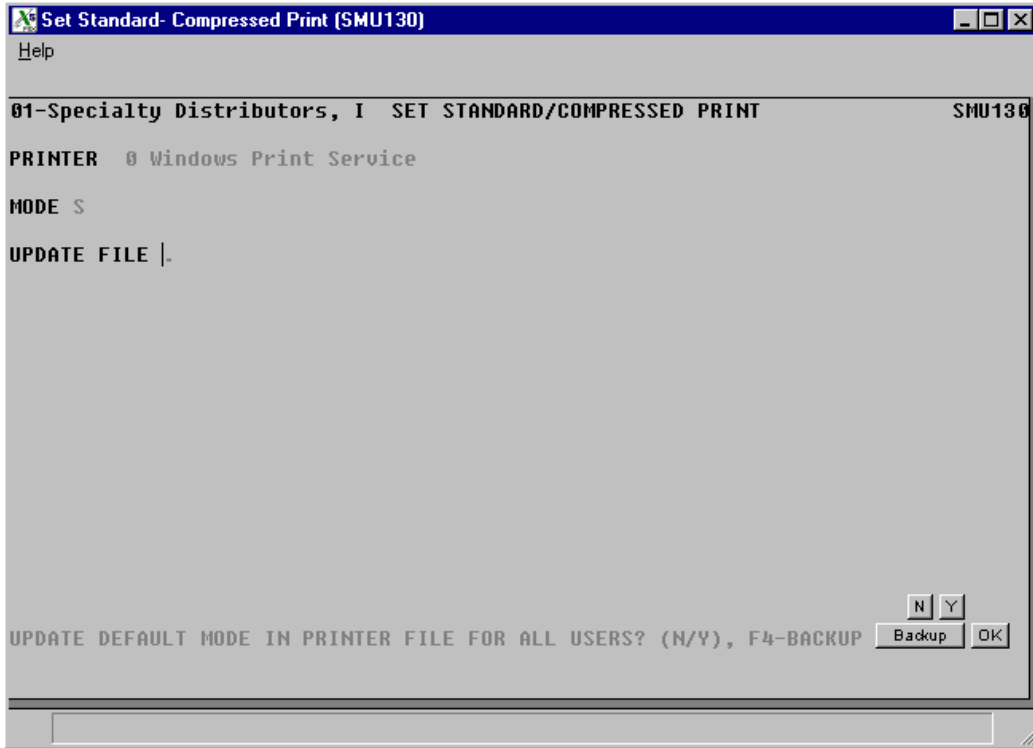 Set Standard- Compressed Print (SMU130)
Help
01-Specialty Distributors, I SET STANDARD/COMPRESSED PRINT SMU130
PRINTER 0 Windows Print Service
MODE S
UPDATE FILE .
N Y
UPDATE DEFAULT MODE IN PRINTER FILE FOR ALL USERS? (N/Y), F4-BACKUP Backup OK